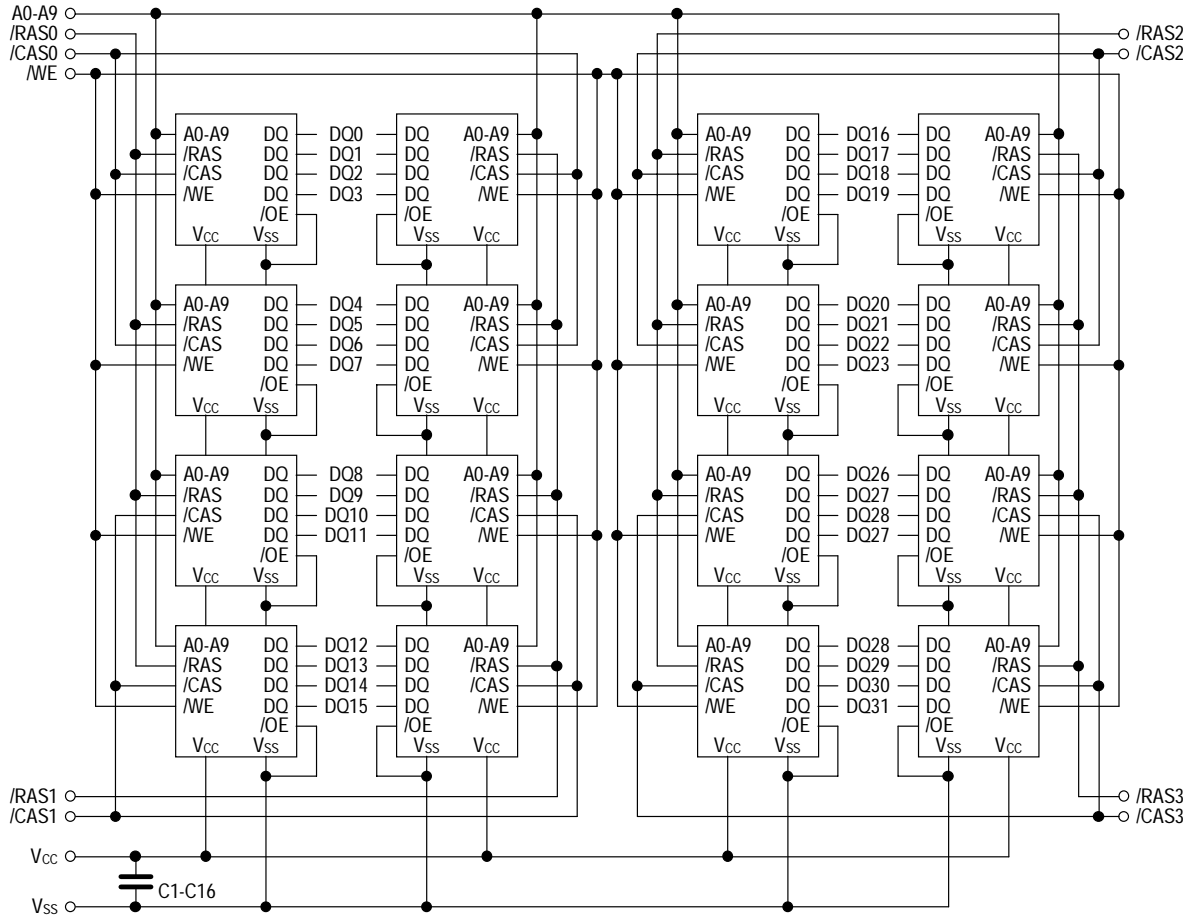 A0-A9
/RAS0
/CAS0
/WE
/RAS2
/CAS2
A0-A9 DQ DQ0 DQ A0-A9 A0-A9 DQ DQ16 DQ A0-A9
/RAS DQ DQ1 DQ /RAS /RAS DQ DQ17 DQ /RAS
/CAS DQ DQ2 DQ /CAS /CAS DQ DQ18 DQ /CAS
/WE DQ DQ3 DQ /WE /WE DQ DQ19 DQ /WE
/OE /OE /OE /OE
VCC VSS VSS VCC VCC VSS VSS VCC
A0-A9 DQ DQ4 DQ A0-A9 A0-A9 DQ DQ20 DQ A0-A9
/RAS DQ DQ5 DQ /RAS /RAS DQ DQ21 DQ /RAS
/CAS DQ DQ6 DQ /CAS /CAS DQ DQ22 DQ /CAS
/WE DQ DQ7 DQ /WE /WE DQ DQ23 DQ /WE
/OE /OE /OE /OE
VCC VSS VSS VCC VCC VSS VSS VCC
A0-A9 DQ DQ8 DQ A0-A9 A0-A9 DQ DQ26 DQ A0-A9
/RAS DQ DQ9 DQ /RAS /RAS DQ DQ27 DQ /RAS
/CAS DQ DQ10 DQ /CAS /CAS DQ DQ28 DQ /CAS
/WE DQ DQ11 DQ /WE /WE DQ DQ27 DQ /WE
/OE /OE /OE /OE
VCC VSS VSS VCC VCC VSS VSS VCC
A0-A9 DQ DQ12 DQ A0-A9 A0-A9 DQ DQ28 DQ A0-A9
/RAS DQ DQ13 DQ /RAS /RAS DQ DQ29 DQ /RAS
/CAS DQ DQ14 DQ /CAS /CAS DQ DQ30 DQ /CAS
/WE DQ DQ15 DQ /WE /WE DQ DQ31 DQ /WE
/OE /OE /OE /OE
VCC VSS VSS VCC VCC VSS VSS VCC
/RAS1
/CAS1
/RAS3
/CAS3
VCC
C1-C16
VSS